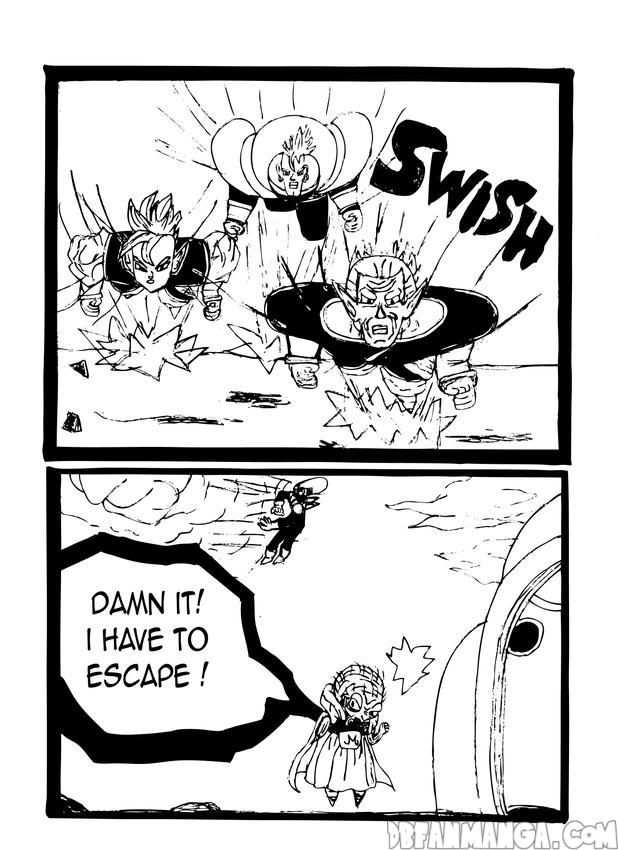 SWISH
DAMN IT!
I HAVE TO
ESCAPE !
M
DBFANMANGA.COM